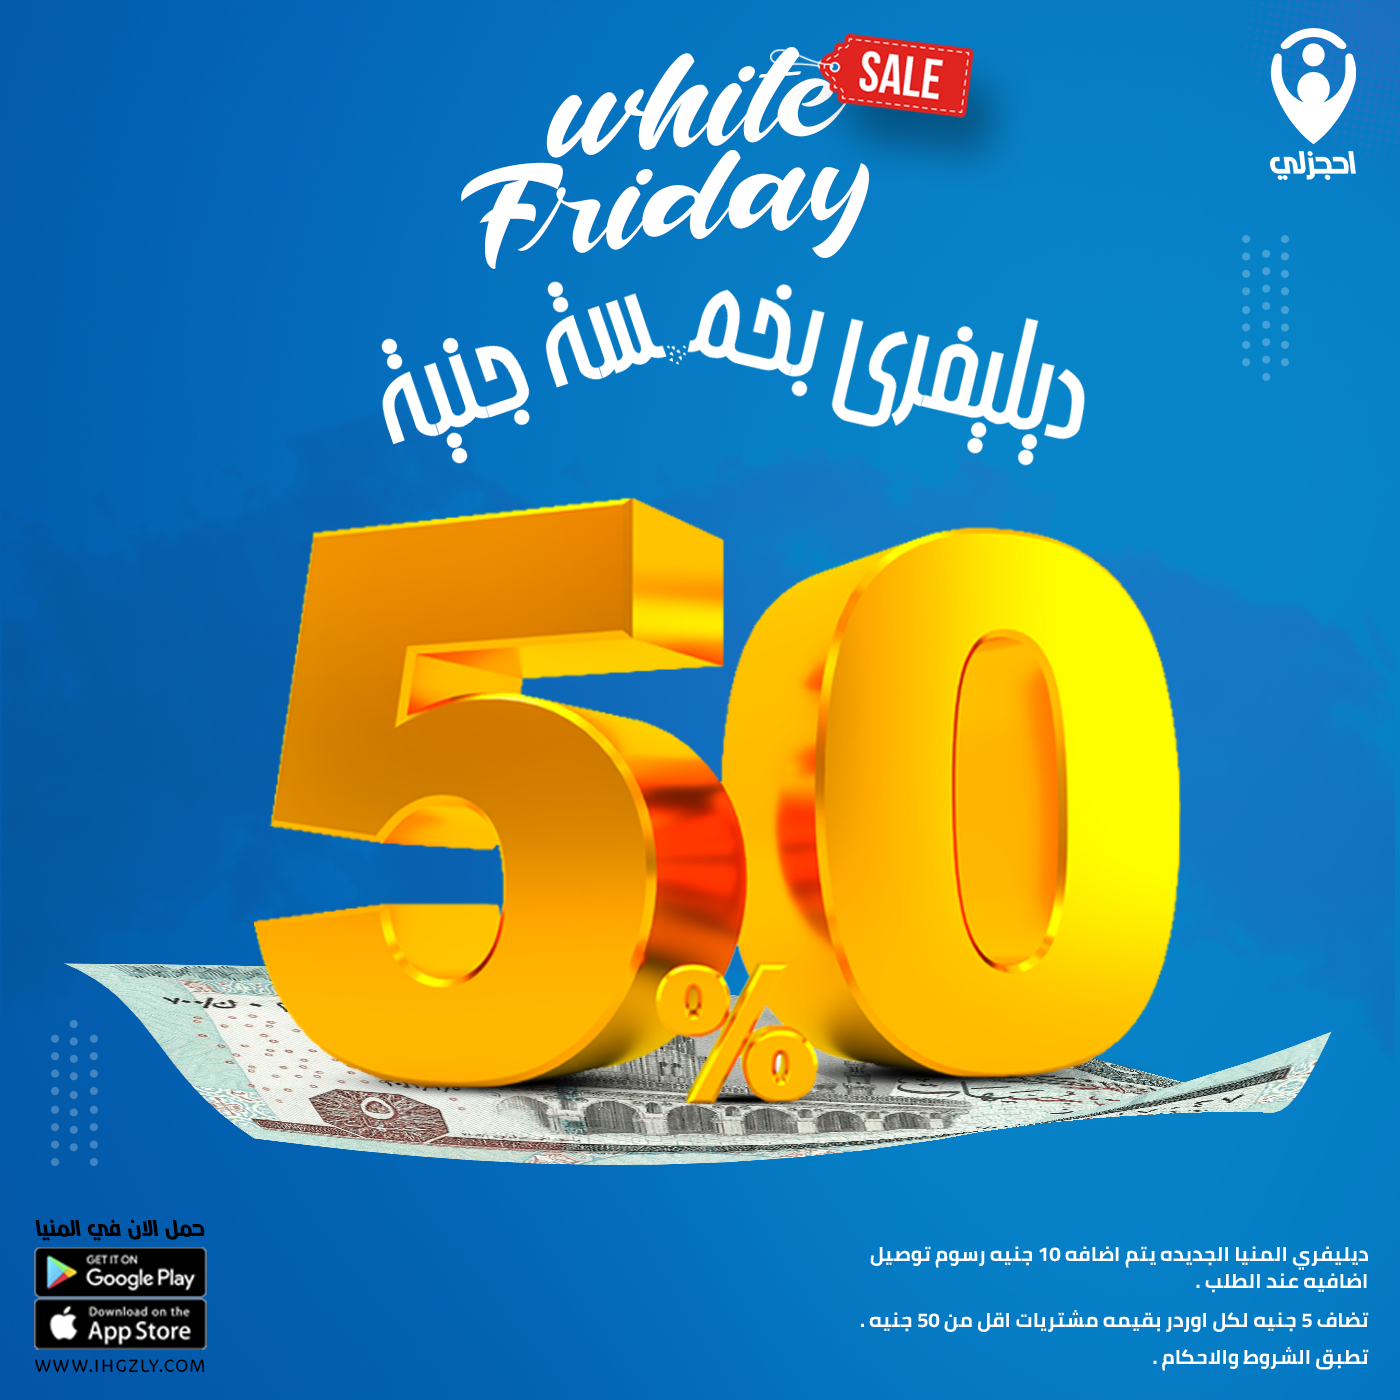 white
SALE
Friday
احجزلي
ديليفرى بخمسة جنية
50
%
حمل الان في المنيا
GET IT ON
Google Play
Download on the
App Store
WWW.IHGZLY.COM
ديليفري المنيا الجديده يتم اضافه 10 جنيه رسوم توصيل
اضافيه عند الطلب .
تضاف 5 جنيه لكل اوردر بقيمه مشتريات اقل من 50 جنيه .
تطبق الشروط والاحكام .